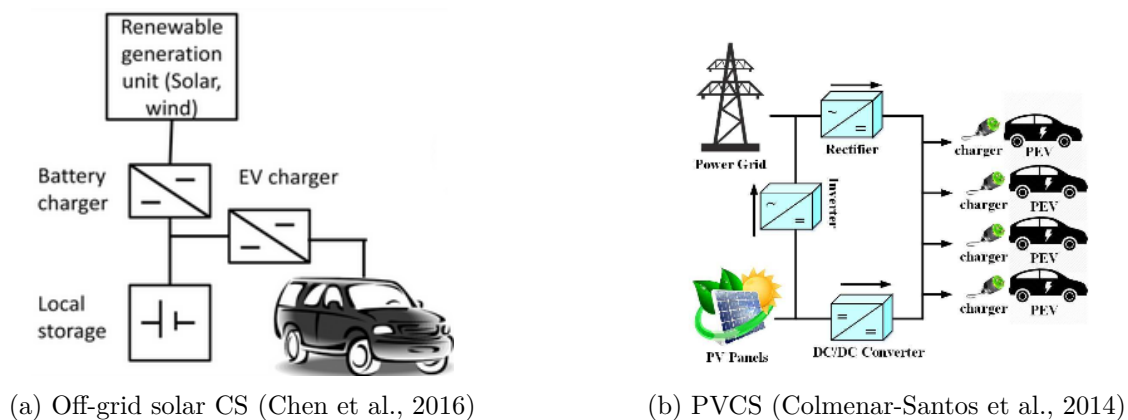 Renewable
generation
unit (Solar,
wind)
Battery
charger
EV charger
Local
storage
(a) Off-grid solar CS (Chen et al., 2016)
Power Grid
Rectifier
Inverter
PV Panels
DC/DC Converter
charger
PEV
charger
PEV
charger
PEV
charger
PEV
(b) PVCS (Colmenar-Santos et al., 2014)